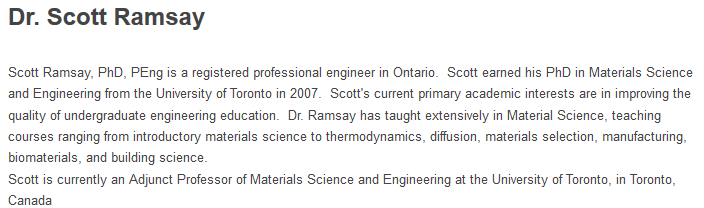 Dr. Scott Ramsay
Scott Ramsay, PhD, PEng is a registered professional engineer in Ontario.  Scott earned his PhD in Materials Science
and Engineering from the University of Toronto in 2007.  Scott's current primary academic interests are in improving the
quality of undergraduate engineering education.  Dr. Ramsay has taught extensively in Material Science, teaching
courses ranging from introductory materials science to thermodynamics, diffusion, materials selection, manufacturing,
biomaterials, and building science.
Scott is currently an Adjunct Professor of Materials Science and Engineering at the University of Toronto, in Toronto,
Canada